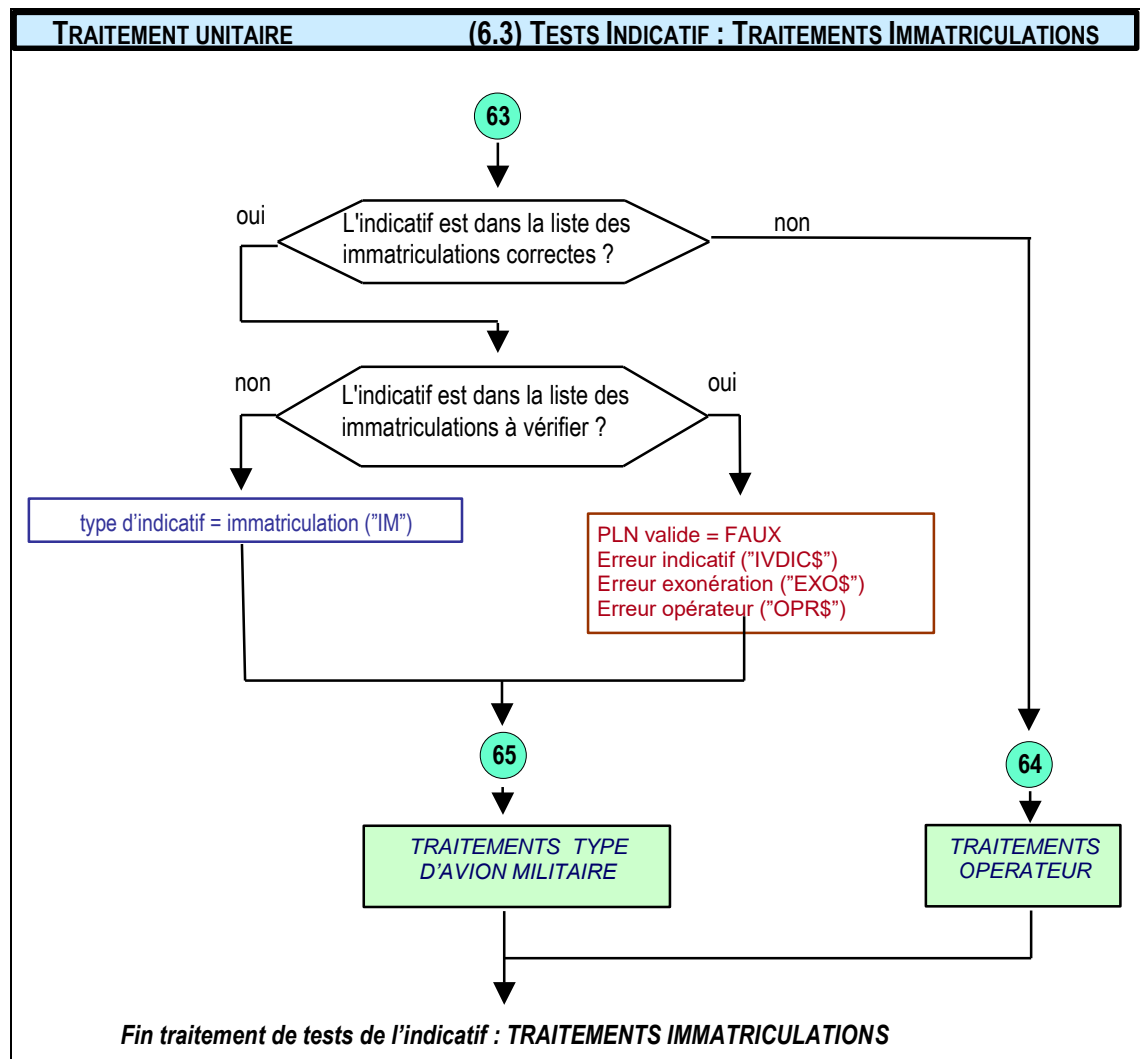 TRAITEMENT UNITAIRE (6.3) TESTS INDICATIF : TRAITEMENTS IMMATRICULATIONS
63
oui
L'indicatif est dans la liste des
immatriculations correctes ?
non
non
L'indicatif est dans la liste des
immatriculations à vérifier ?
oui
type d’indicatif = immatriculation (”IM”)
PLN valide = FAUX
Erreur indicatif (”IVDIC$”)
Erreur exonération (”EXO$”)
Erreur opérateur (”OPR$”)
65
64
TRAITEMENTS TYPE
D’AVION MILITAIRE
TRAITEMENTS
OPERATEUR
Fin traitement de tests de l’indicatif : TRAITEMENTS IMMATRICULATIONS